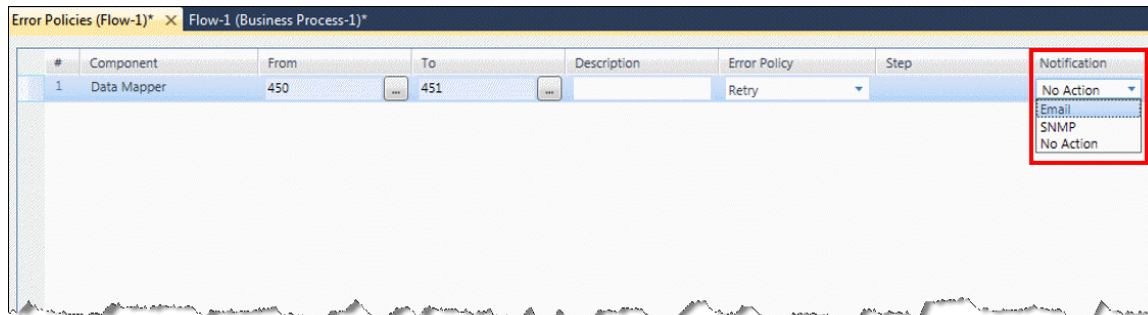 Error Policies (Flow-1)* Flow-1 (Business Process-1)*
# Component From To Description Error Policy Step Notification
1 Data Mapper 450 ... 451 ... Retry No Action
Email
SNMP
No Action